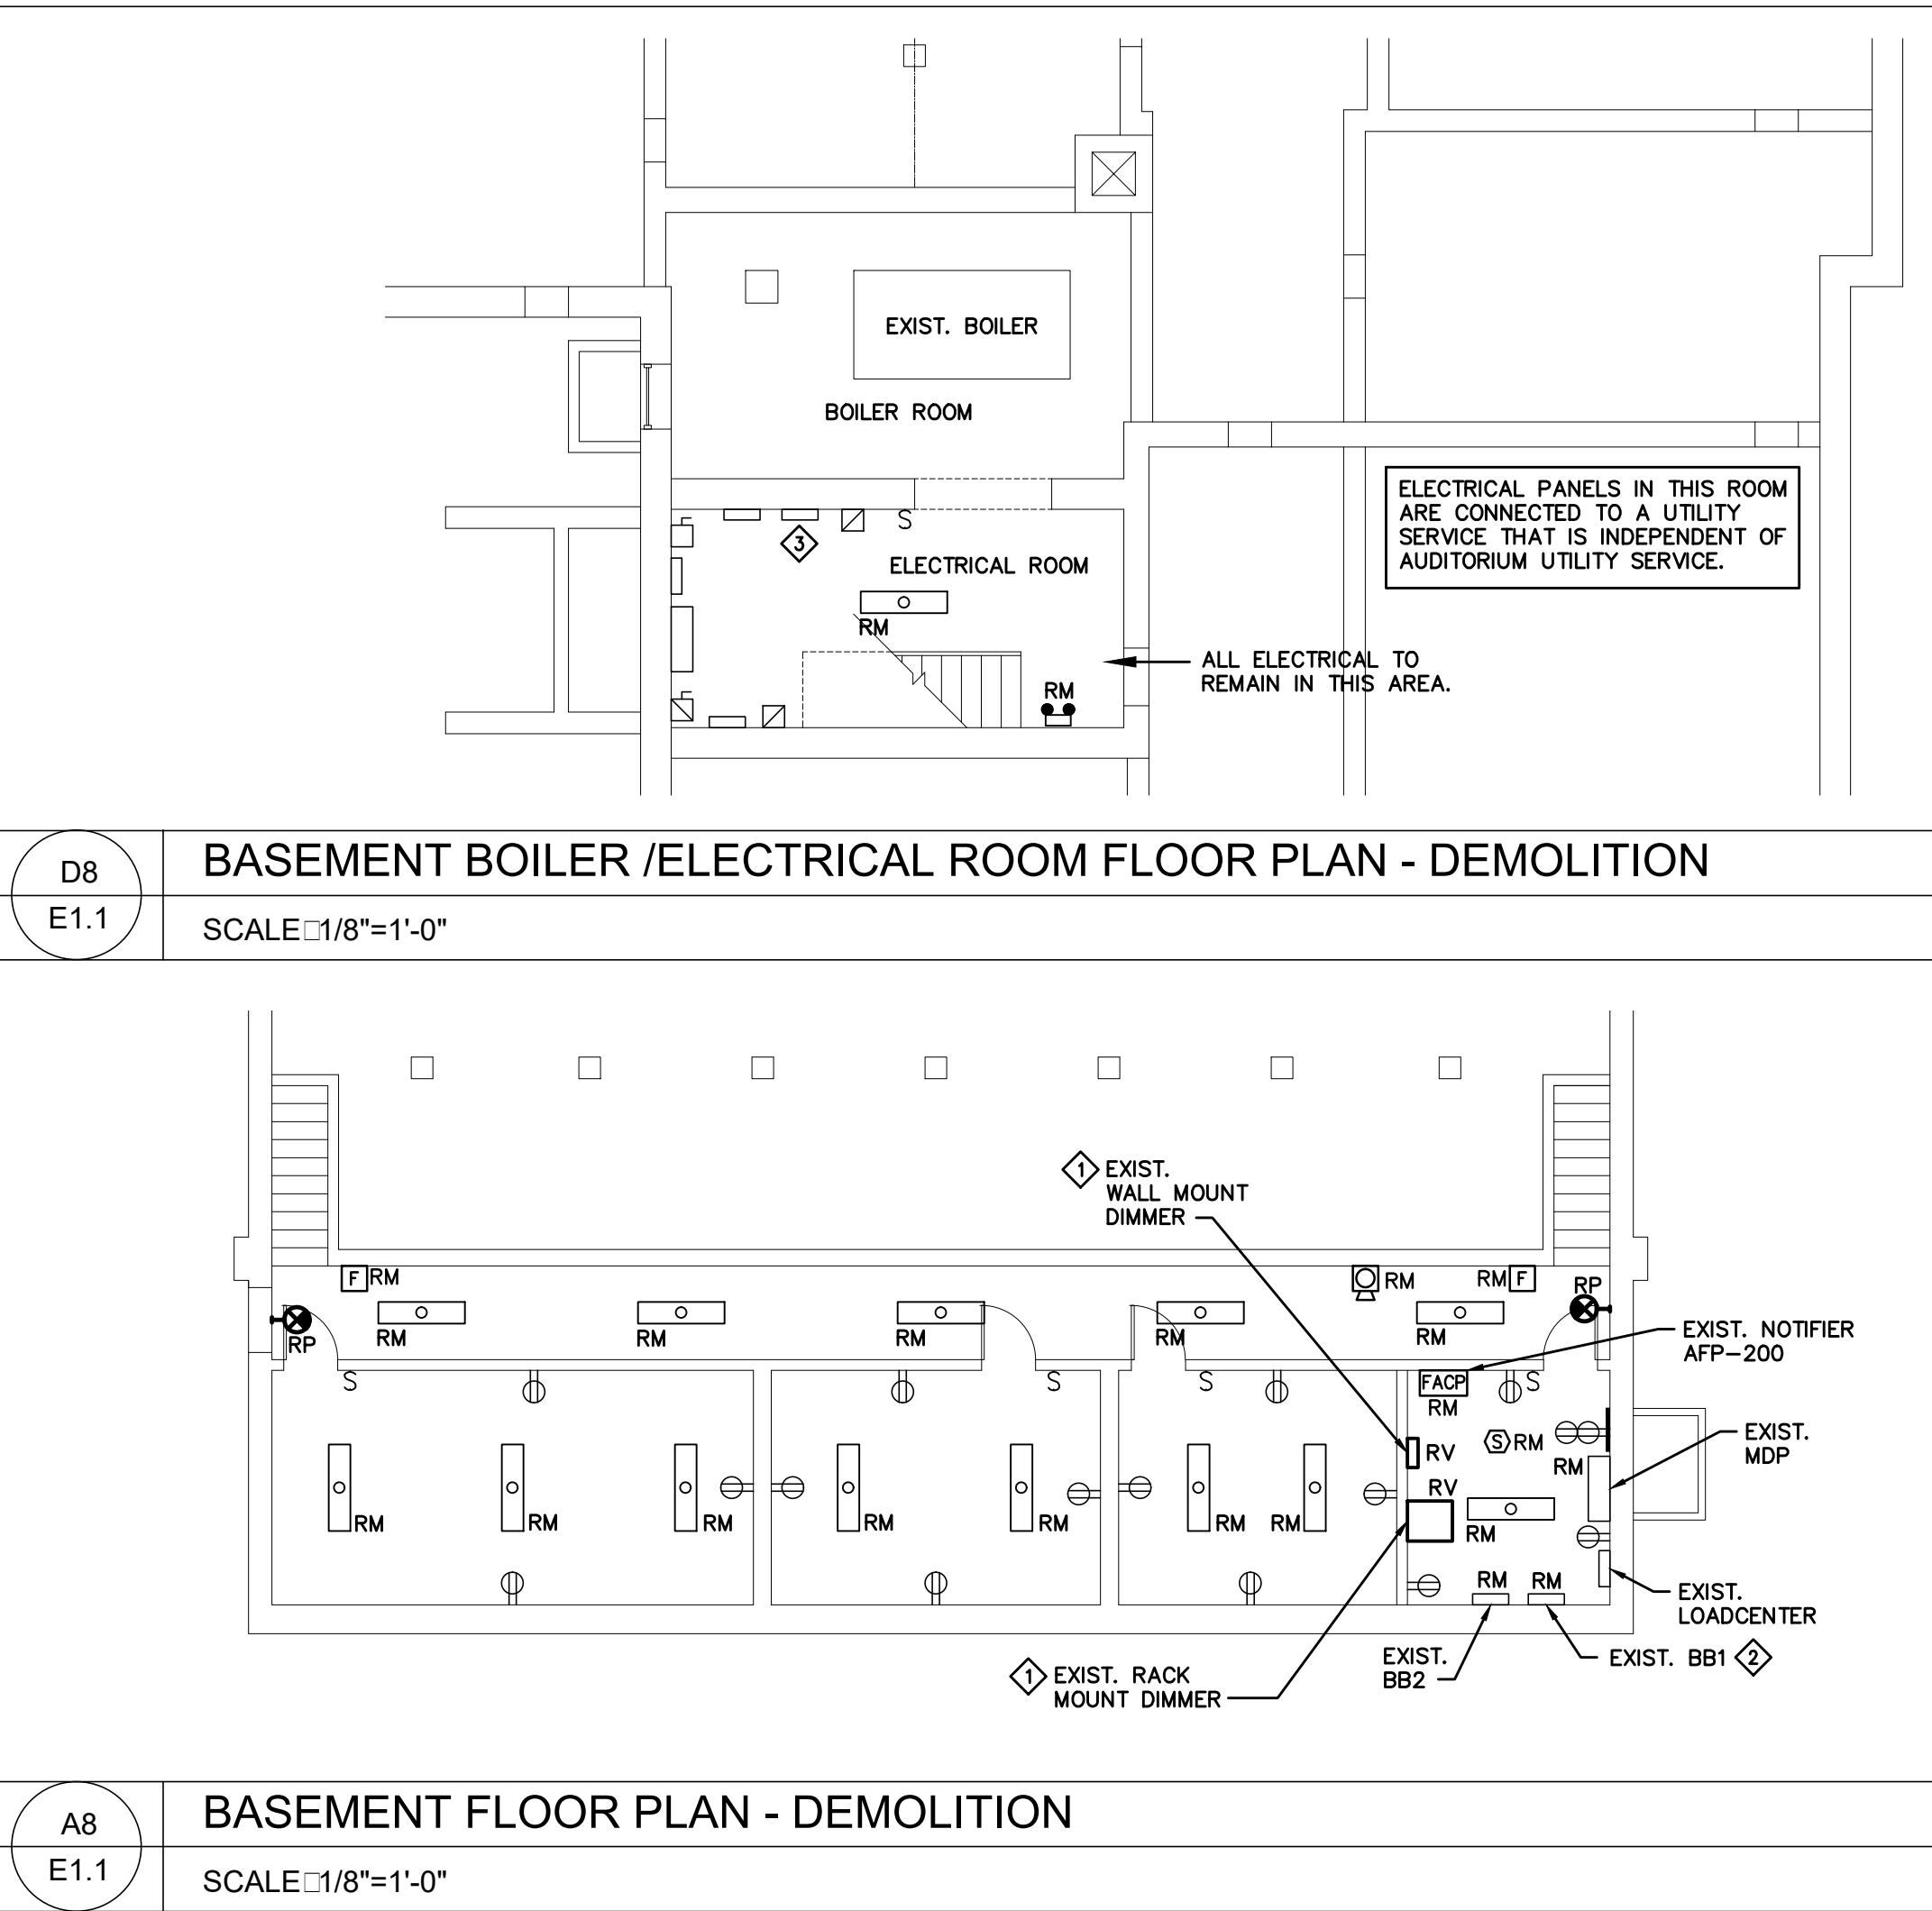 EXIST. BOILER
BOILER ROOM
ELECTRICAL PANELS IN THIS ROOM
ARE CONNECTED TO A UTILITY
SERVICE THAT IS INDEPENDENT OF
AUDITORIUM UTILITY SERVICE.
S
3
ELECTRICAL ROOM
RM
ALL ELECTRICAL TO
REMAIN IN THIS AREA.
RM
D8
E1.1
BASEMENT BOILER /ELECTRICAL ROOM FLOOR PLAN - DEMOLITION
SCALE□1/8"=1'-0"
1
EXIST.
WALL MOUNT
DIMMER
F RM
RM
RM F
RP
RP
RM
RM
RM
RM
RM
EXIST. NOTIFIER
AFP-200
S
S
S
FACP
S
RM
S RM
RV
EXIST.
MDP
RM
RV
RM
RM
RM
RM
RM
RM
RM
RM
RM
RM
EXIST.
LOADCENTER
EXIST.
BB2
EXIST. BB1 2
1
EXIST. RACK
MOUNT DIMMER
A8
E1.1
BASEMENT FLOOR PLAN - DEMOLITION
SCALE□1/8"=1'-0"